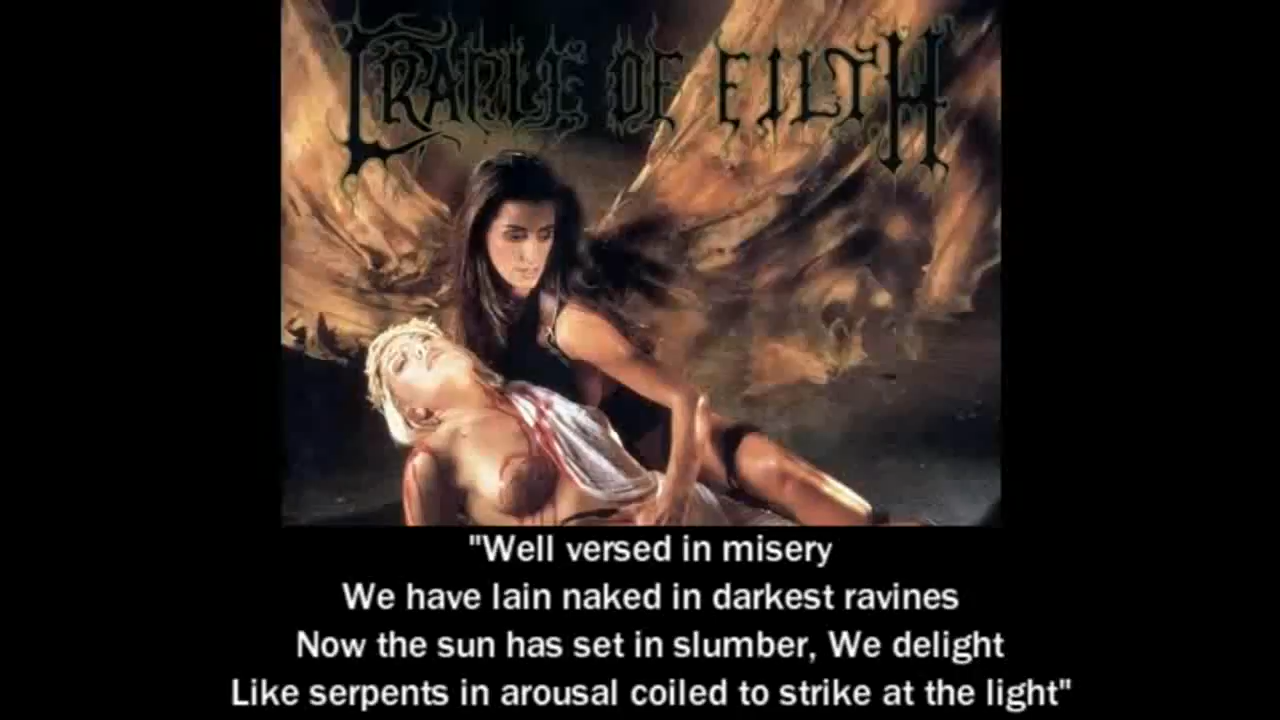 CRADLE OF FILTH
"Well versed in misery
We have lain naked in darkest ravines
Now the sun has set in slumber, We delight
Like serpents in arousal coiled to strike at the light"